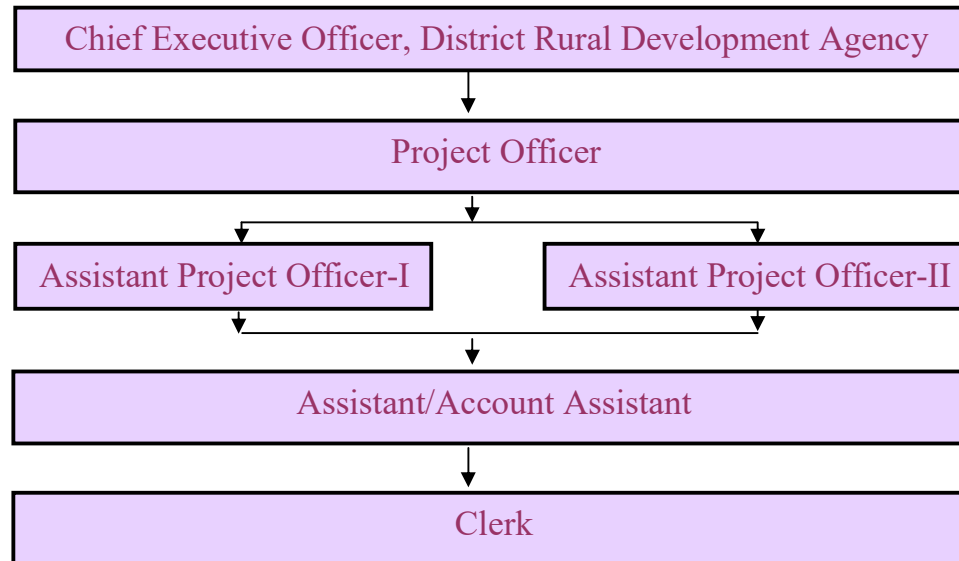 Chief Executive Officer, District Rural Development Agency
Project Officer
Assistant Project Officer-I
Assistant Project Officer-II
Assistant/Account Assistant
Clerk